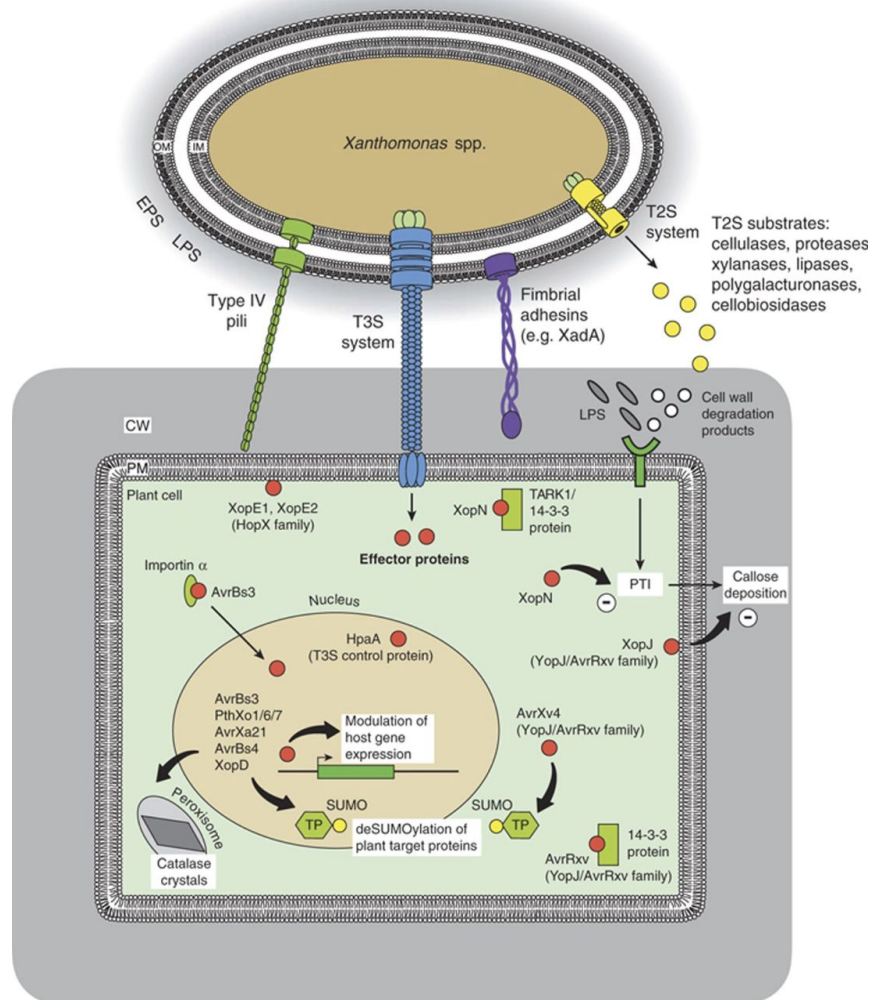 Xanthomonas spp.
OM
IM
EPS
LPS
T2S
system
T2S substrates:
cellulases, proteases
xylanases, lipases,
polygalacturonases,
cellobiosidases
Type IV
pili
T3S
system
Fimbrial
adhesins
(e.g. XadA)
LPS
Cell wall
degradation
products
CW
PM
Plant cell
XopE1, XopE2
(HopX family)
XopN
TARK1/
14-3-3
protein
Effector proteins
Importin α
AvrBs3
XopN
PTI
Callose
deposition
Nucleus
HpaA
(T3S control protein)
XopJ
(YopJ/AvrRxv family)
AvrBs3
PthXo1/6/7
AvrXa21
AvrBs4
XopD
Modulation of
host gene
expression
AvrXv4
(YopJ/AvrRxv family)
Peroxisome
Catalase
crystals
SUMO
TP
deSUMOylation of
plant target proteins
SUMO
TP
14-3-3
protein
AvrRxv
(YopJ/AvrRxv family)